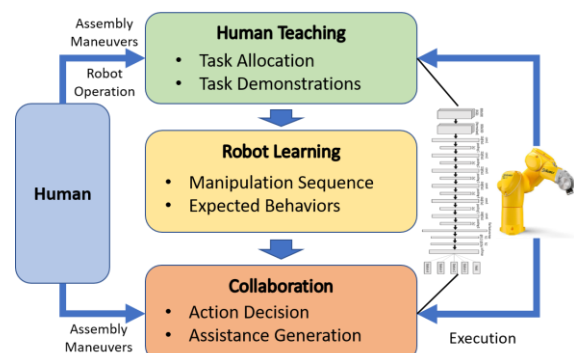 Assembly
Maneuvers
Robot
Operation
Human
Human Teaching
• Task Allocation
• Task Demonstrations
Robot Learning
• Manipulation Sequence
• Expected Behaviors
Collaboration
• Action Decision
• Assistance Generation
Assembly
Maneuvers
Execution